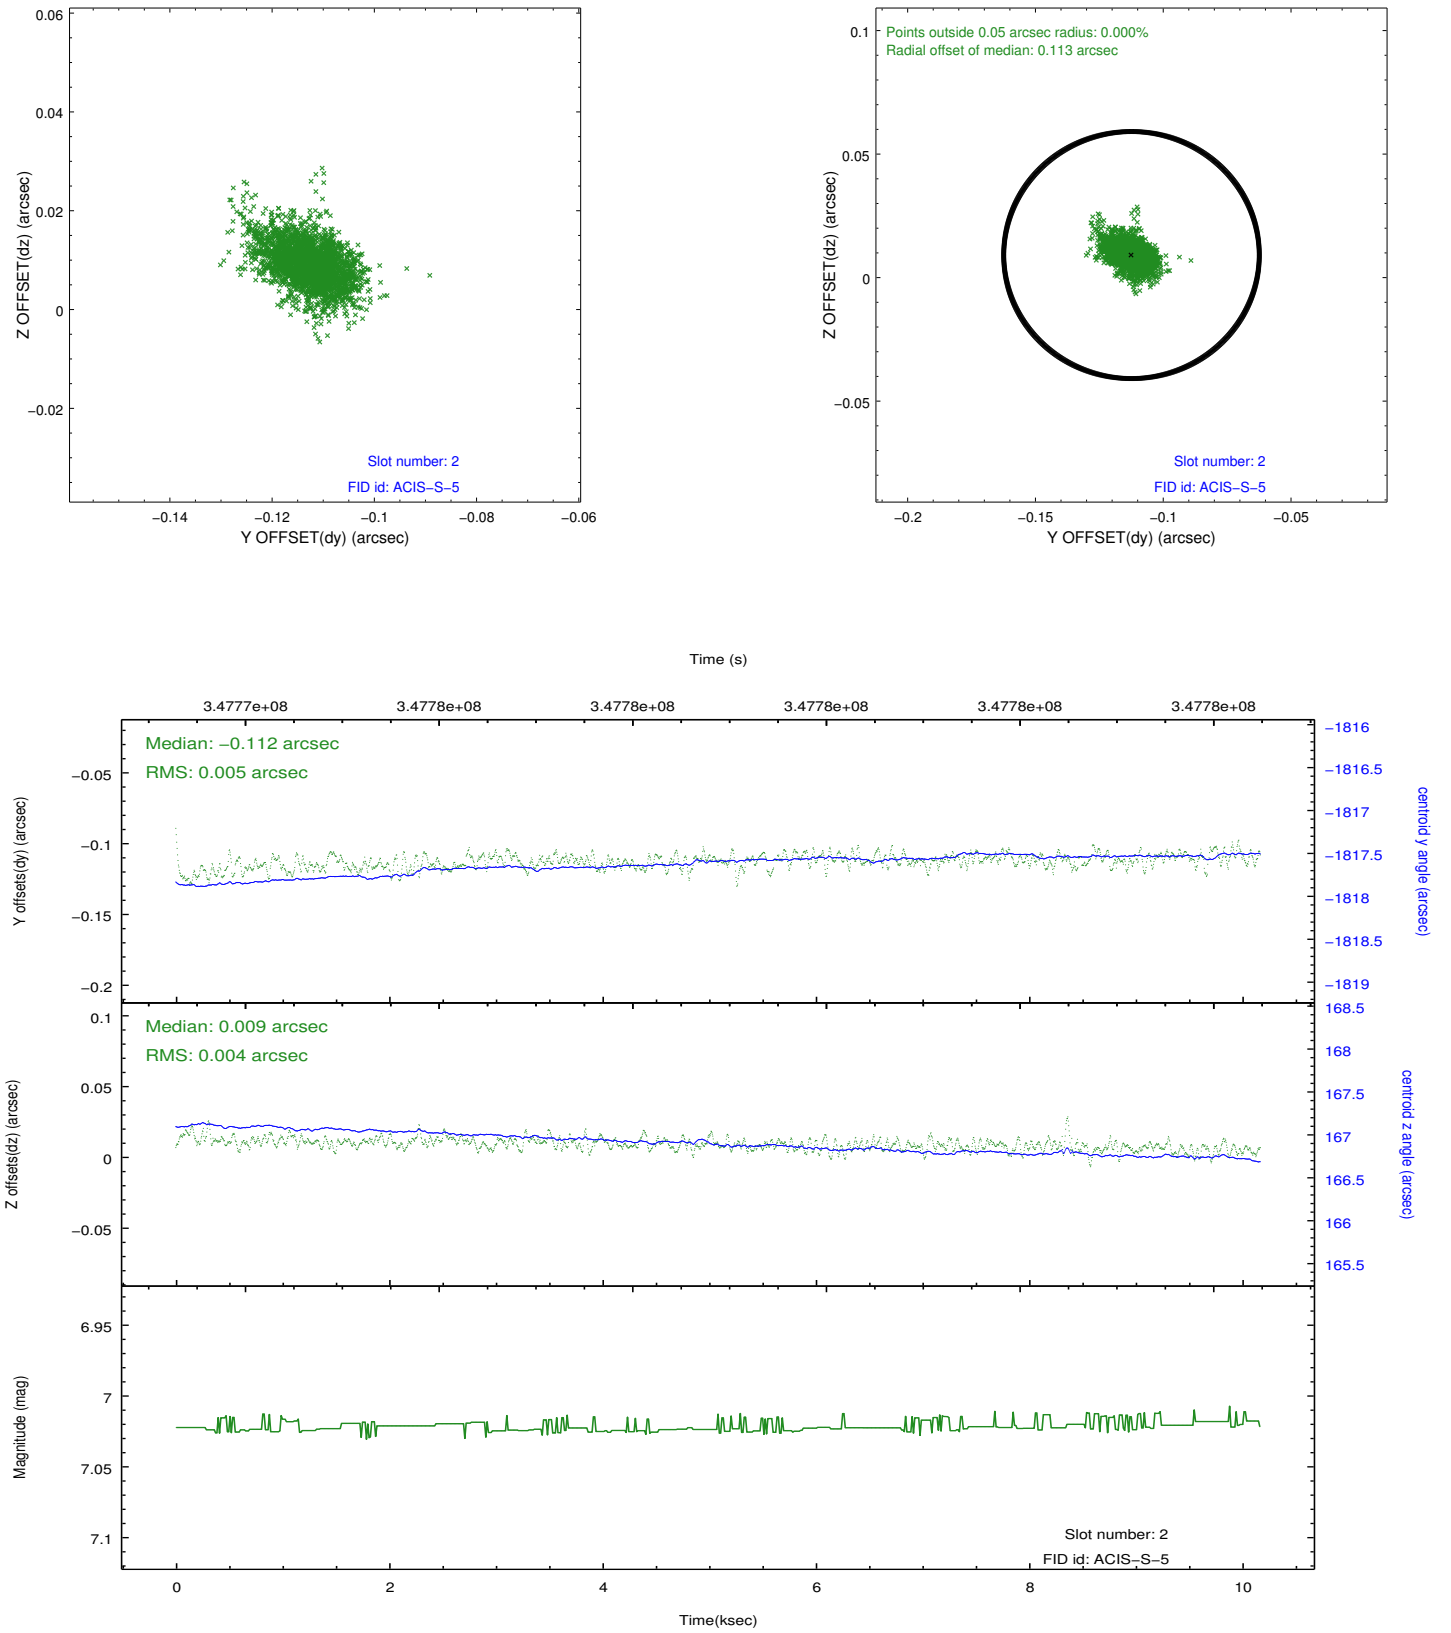 0.06
0.04
0.02
0
−0.02
Z OFFSET(dz) (arcsec)
Slot number: 2
FID id: ACIS−S−5
−0.14
−0.12
−0.1
−0.08
−0.06
Y OFFSET(dy) (arcsec)
Points outside 0.05 arcsec radius: 0.000%
Radial offset of median: 0.113 arcsec
0.1
0.05
0
−0.05
Z OFFSET(dz) (arcsec)
Slot number: 2
FID id: ACIS−S−5
−0.2
−0.15
−0.1
−0.05
Y OFFSET(dy) (arcsec)
Time (s)
3.4777e+08
3.4778e+08
3.4778e+08
3.4778e+08
3.4778e+08
3.4778e+08
Median: −0.112 arcsec
RMS: 0.005 arcsec
−0.05
−0.1
−0.15
−0.2
Y offsets(dy) (arcsec)
−1816
−1816.5
−1817
−1817.5
−1818
−1818.5
−1819
centroid y angle (arcsec)
Median: 0.009 arcsec
RMS: 0.004 arcsec
0.1
0.05
0
−0.05
Z offsets(dz) (arcsec)
168.5
168
167.5
167
166.5
166
165.5
centroid z angle (arcsec)
6.95
7
7.05
7.1
Magnitude (mag)
Slot number: 2
FID id: ACIS−S−5
0
2
4
6
8
10
Time(ksec)